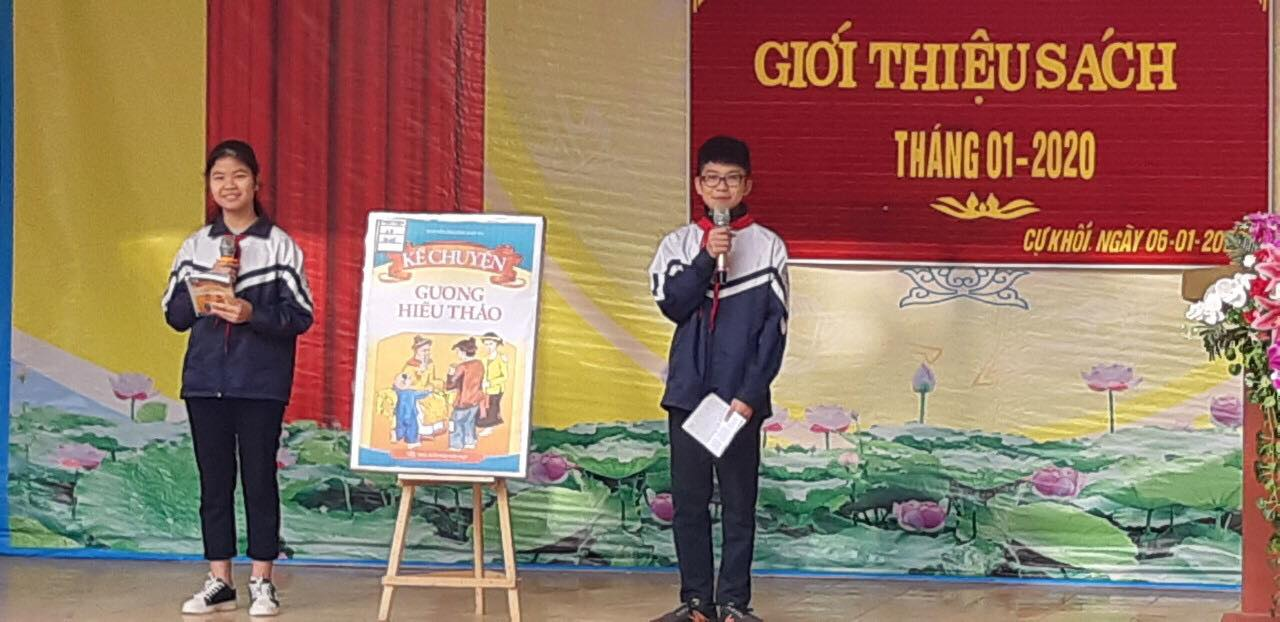 GIỚI THIỆU SÁCH
THÁNG 01-2020
CỰ KHỐI. NGÀY 06-01-20
KỂ CHUYỆN
GƯƠNG
HIẾU THẢO